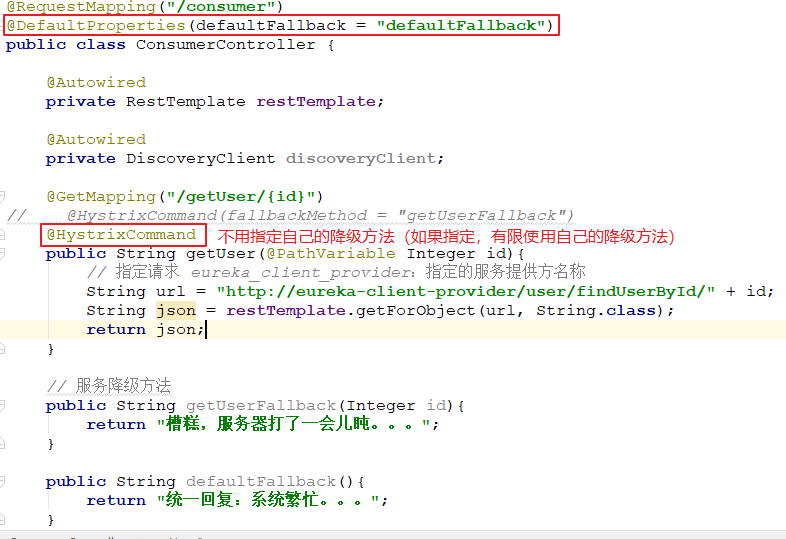 @RequestMapping("/consumer")
@DefaultProperties(defaultFallback = "defaultFallback")
public class ConsumerController {
@Autowired
private RestTemplate restTemplate;
@Autowired
private DiscoveryClient discoveryClient;
@GetMapping("/getUser/{id}")
// @HystrixCommand(fallbackMethod = "getUserFallback")
@HystrixCommand 不用指定自己的降级方法（如果指定，有限使用自己的降级方法）
public String getUser(@PathVariable Integer id){
// 指定请求 eureka_client_provider：指定的服务提供方名称
String url = "http://eureka-client-provider/user/findUserById/" + id;
String json = restTemplate.getForObject(url, String.class);
return json;
}
// 服务降级方法
public String getUserFallback(Integer id){
return "槽糕，服务器打了一会儿盹。。。";
}
public String defaultFallback(){
return "统一回复：系统繁忙。。。";
}